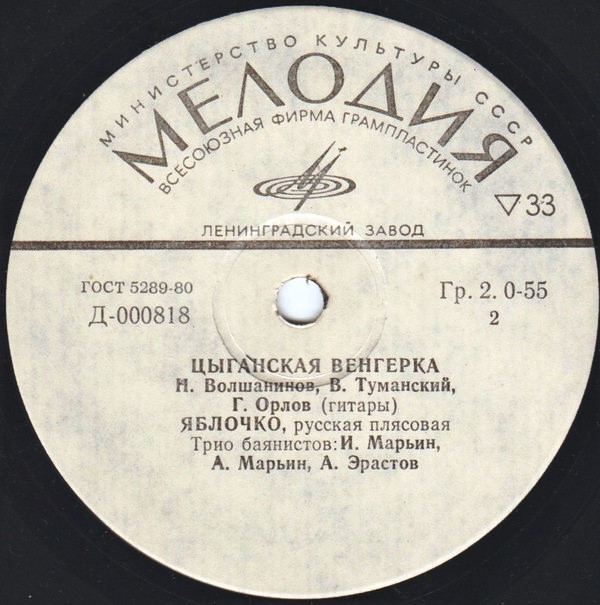 МИНИСТЕРСТВО КУЛЬТУРЫ СССР
МЕЛОДИЯ
ВСЕСОЮЗНАЯ ФИРМА ГРАМПЛАСТИНОК
▽33
ЛЕНИНГРАДСКИЙ ЗАВОД
ГОСТ 5289-80
Д-000818
Гр. 2. 0-55
2
ЦЫГАНСКАЯ ВЕНГЕРКА
Н. Волшанинов, В. Туманский,
Г. Орлов (гитары)
ЯБЛОЧКО, русская плясовая
Трио баянистов: И. Марьин,
А. Марьин, А. Эрастов